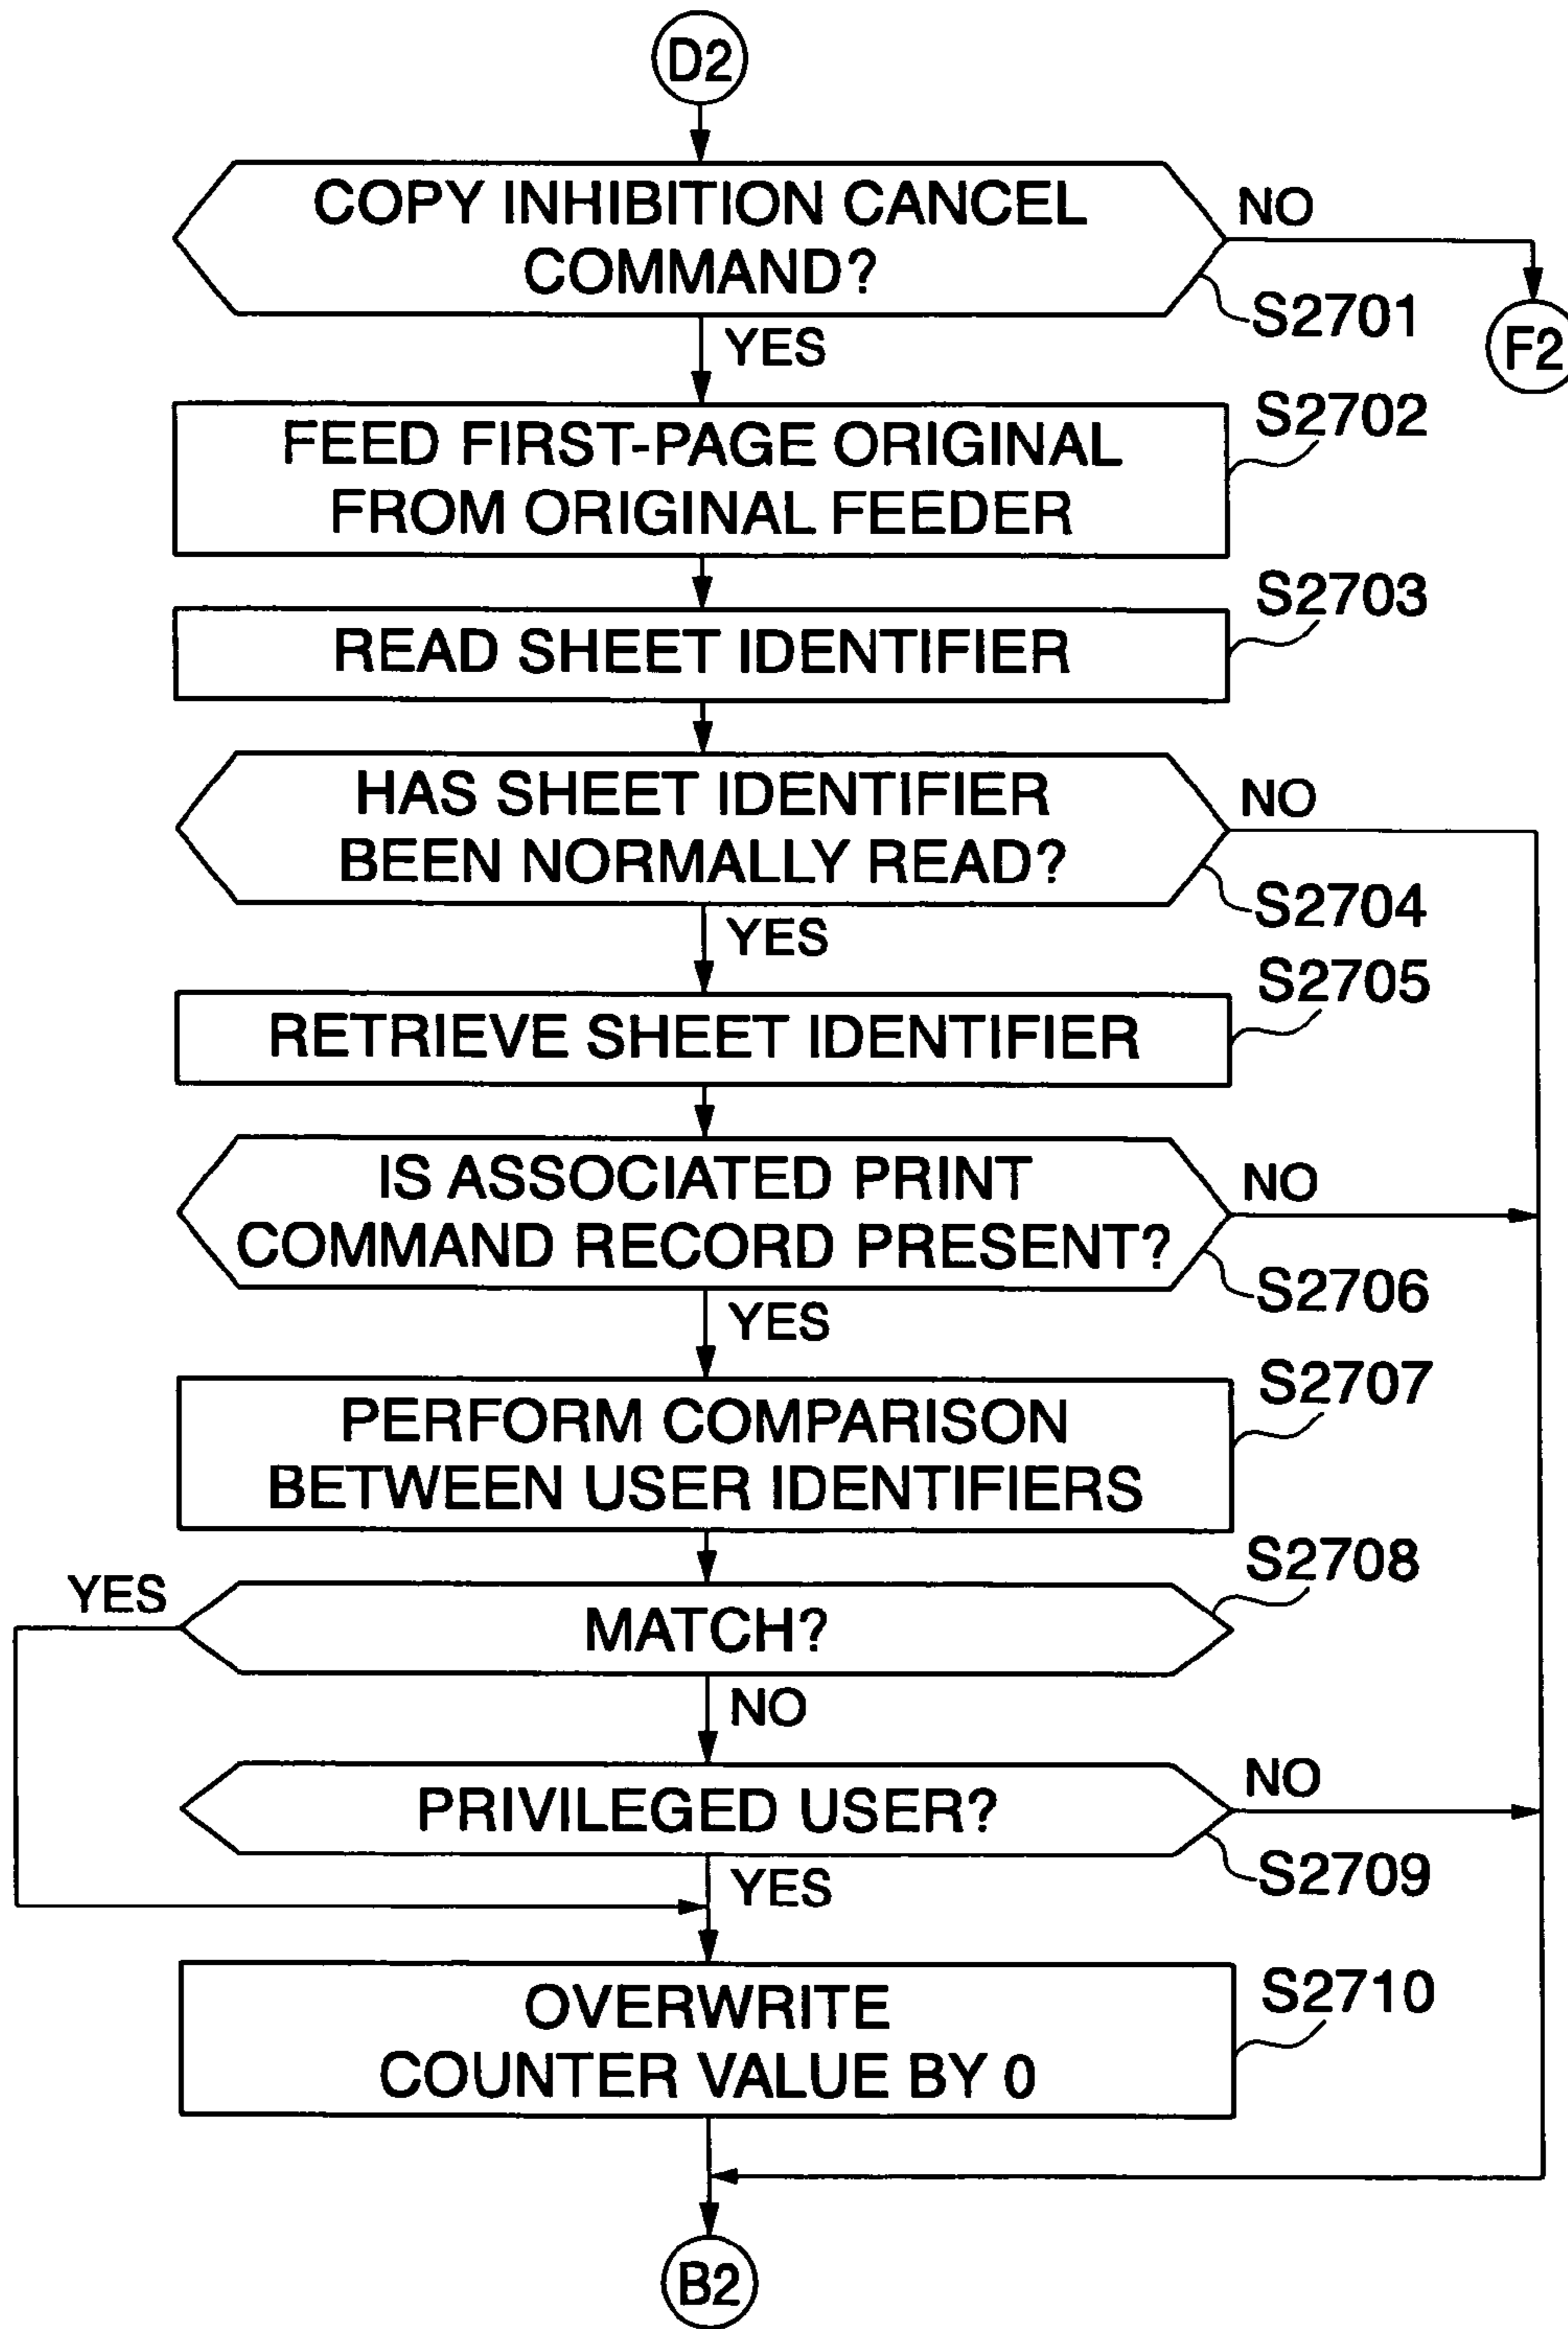 D2
COPY INHIBITION CANCEL
COMMAND?
NO
S2701
F2
YES
FEED FIRST-PAGE ORIGINAL
FROM ORIGINAL FEEDER
S2702
READ SHEET IDENTIFIER
S2703
HAS SHEET IDENTIFIER
BEEN NORMALLY READ?
NO
S2704
YES
RETRIEVE SHEET IDENTIFIER
S2705
IS ASSOCIATED PRINT
COMMAND RECORD PRESENT?
NO
S2706
YES
PERFORM COMPARISON
BETWEEN USER IDENTIFIERS
S2707
S2708
YES
MATCH?
NO
PRIVILEGED USER?
NO
S2709
YES
OVERWRITE
COUNTER VALUE BY 0
S2710
B2